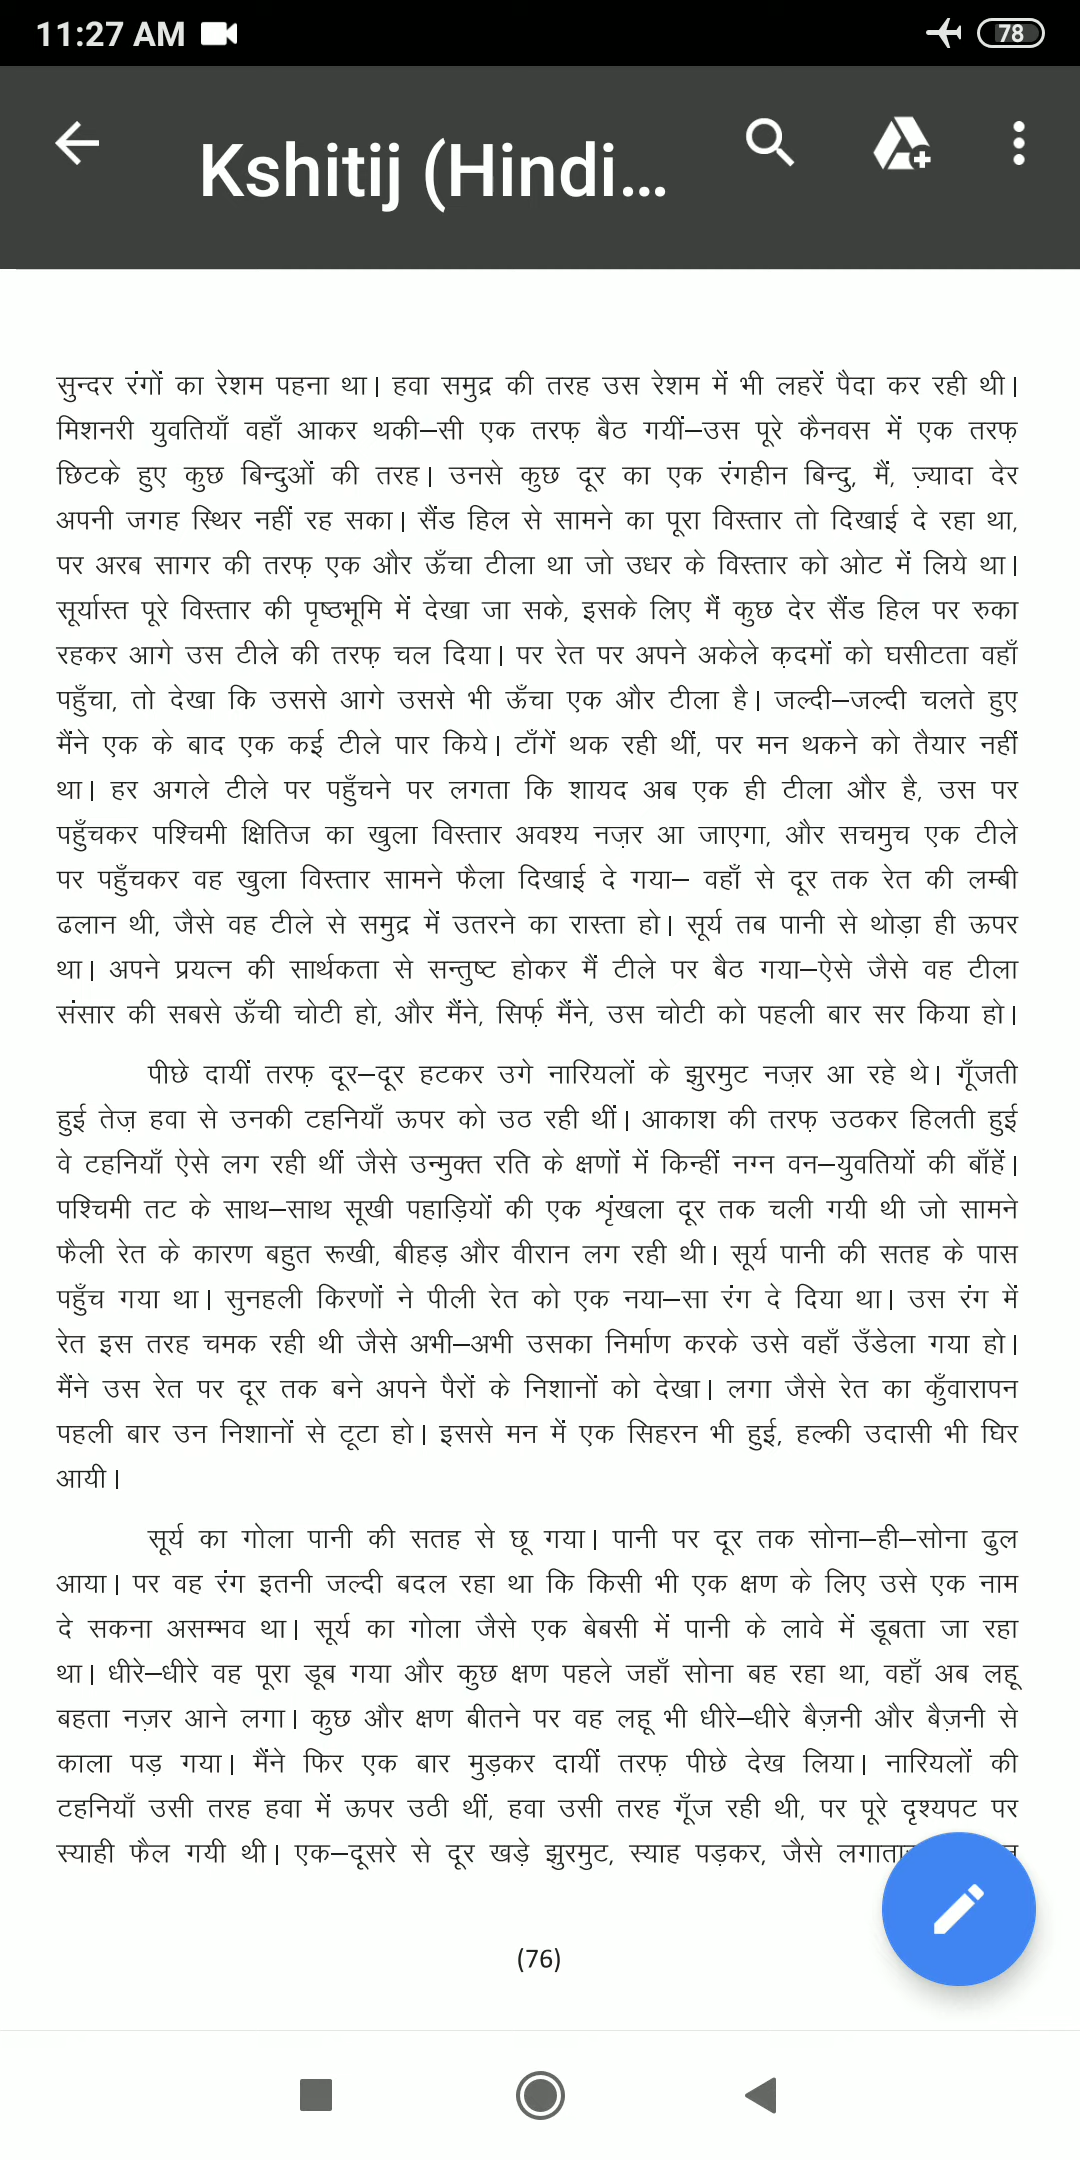 11:27 AM
78
Kshitij (Hindi...
सुन्दर रंगों का रेशम पहना था। हवा समुद्र की तरह उस रेशम में भी लहरें पैदा कर रही थी।
मिशनरी युवतियाँ वहाँ आकर थकी–सी एक तरफ़ बैठ गयीं–उस पूरे कैनवस में एक तरफ़
छिटके हुए कुछ बिन्दुओं की तरह। उनसे कुछ दूर का एक रंगहीन बिन्दु, मैं, ज़्यादा देर
अपनी जगह स्थिर नहीं रह सका। सैंड हिल से सामने का पूरा विस्तार तो दिखाई दे रहा था,
पर अरब सागर की तरफ़ एक और ऊँचा टीला था जो उधर के विस्तार को ओट में लिये था।
सूर्यास्त पूरे विस्तार की पृष्ठभूमि में देखा जा सके, इसके लिए मैं कुछ देर सैंड हिल पर रुका
रहकर आगे उस टीले की तरफ़ चल दिया। पर रेत पर अपने अकेले क़दमों को घसीटता वहाँ
पहुँचा, तो देखा कि उससे आगे उससे भी ऊँचा एक और टीला है। जल्दी–जल्दी चलते हुए
मैंने एक के बाद एक कई टीले पार किये। टाँगें थक रही थीं, पर मन थकने को तैयार नहीं
था। हर अगले टीले पर पहुँचने पर लगता कि शायद अब एक ही टीला और है, उस पर
पहुँचकर पश्चिमी क्षितिज का खुला विस्तार अवश्य नज़र आ जाएगा, और सचमुच एक टीले
पर पहुँचकर वह खुला विस्तार सामने फैला दिखाई दे गया– वहाँ से दूर तक रेत की लम्बी
ढलान थी, जैसे वह टीले से समुद्र में उतरने का रास्ता हो। सूर्य तब पानी से थोड़ा ही ऊपर
था। अपने प्रयत्न की सार्थकता से सन्तुष्ट होकर मैं टीले पर बैठ गया–ऐसे जैसे वह टीला
संसार की सबसे ऊँची चोटी हो, और मैंने, सिर्फ़ मैंने, उस चोटी को पहली बार सर किया हो।
पीछे दायीं तरफ़ दूर–दूर हटकर उगे नारियलों के झुरमुट नज़र आ रहे थे। गूँजती
हुई तेज़ हवा से उनकी टहनियाँ ऊपर को उठ रही थीं। आकाश की तरफ़ उठकर हिलती हुई
वे टहनियाँ ऐसे लग रही थीं जैसे उन्मुक्त रति के क्षणों में किन्हीं नग्न वन–युवतियों की बाँहें।
पश्चिमी तट के साथ–साथ सूखी पहाड़ियों की एक शृंखला दूर तक चली गयी थी जो सामने
फैली रेत के कारण बहुत रूखी, बीहड़ और वीरान लग रही थी। सूर्य पानी की सतह के पास
पहुँच गया था। सुनहली किरणों ने पीली रेत को एक नया–सा रंग दे दिया था। उस रंग में
रेत इस तरह चमक रही थी जैसे अभी–अभी उसका निर्माण करके उसे वहाँ उँडेला गया हो।
मैंने उस रेत पर दूर तक बने अपने पैरों के निशानों को देखा। लगा जैसे रेत का कुँवारापन
पहली बार उन निशानों से टूटा हो। इससे मन में एक सिहरन भी हुई, हल्की उदासी भी घिर
आयी।
सूर्य का गोला पानी की सतह से छू गया। पानी पर दूर तक सोना–ही–सोना ढुल
आया। पर वह रंग इतनी जल्दी बदल रहा था कि किसी भी एक क्षण के लिए उसे एक नाम
दे सकना असम्भव था। सूर्य का गोला जैसे एक बेबसी में पानी के लावे में डूबता जा रहा
था। धीरे–धीरे वह पूरा डूब गया और कुछ क्षण पहले जहाँ सोना बह रहा था, वहाँ अब लहू
बहता नज़र आने लगा। कुछ और क्षण बीतने पर वह लहू भी धीरे–धीरे बैज़नी और बैज़नी से
काला पड़ गया। मैंने फिर एक बार मुड़कर दायीं तरफ़ पीछे देख लिया। नारियलों की
टहनियाँ उसी तरह हवा में ऊपर उठी थीं, हवा उसी तरह गूँज रही थी, पर पूरे दृश्यपट पर
स्याही फैल गयी थी। एक–दूसरे से दूर खड़े झुरमुट, स्याह पड़कर, जैसे
(76)